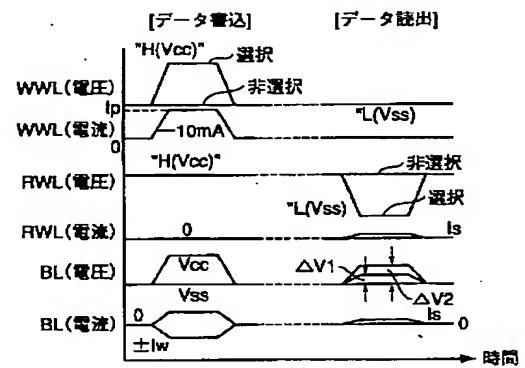 [データ書込] [データ読出]
"H(Vcc)" 選択
WWL(電圧) 非選択
Ip "L(Vss)
WWL(電流) 10mA
0
"H(Vcc)" 非選択
RWL(電圧)
"L(Vss) 選択
RWL(電流) 0 Is
BL(電圧) Vcc △V1
Vss △V2
BL(電流) 0 Is 0
±Iw
時間